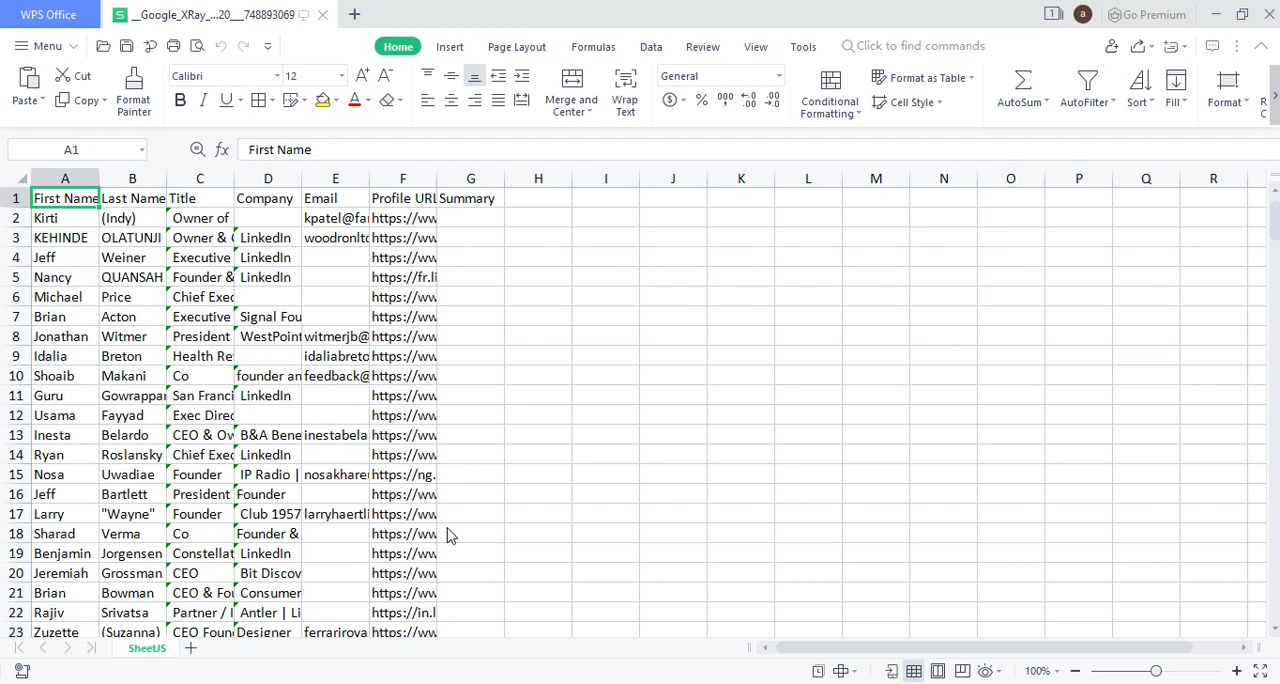 WPS Office __Google_XRay_...20___748893069 1 a Go Premium
Menu Home Insert Page Layout Formulas Data Review View Tools Click to find commands
Paste Cut Copy Format Painter Calibri 12 A+ A- Merge and Center Wrap Text General Conditional Formatting Format as Table Cell Style AutoSum AutoFilter Sort Fill Format
B I U A $ % 000 .00
A1 fx First Name
A B C D E F G H I J K L M N O P Q R
1 First Name Last Name Title Company Email Profile URL Summary
2 Kirti (Indy) Owner of kpatel@fa https://ww
3 KEHINDE OLATUNJI Owner & LinkedIn woodronlto https://ww
4 Jeff Weiner Executive LinkedIn https://ww
5 Nancy QUANSAH Founder & LinkedIn https://fr.li
6 Michael Price Chief Exec https://ww
7 Brian Acton Executive Signal Fou https://ww
8 Jonathan Witmer President WestPoint witmerjb@ https://ww
9 Idalia Breton Health Re idaliabreto https://ww
10 Shoaib Makani Co founder an feedback@ https://ww
11 Guru Gowrappar San Franci LinkedIn https://ww
12 Usama Fayyad Exec Direc https://ww
13 Inesta Belardo CEO & Ow B&A Bene inestabela https://ww
14 Ryan Roslansky Chief Exec LinkedIn https://ww
15 Nosa Uwadiae Founder IP Radio | nosakhare https://ng.
16 Jeff Bartlett President Founder https://ww
17 Larry "Wayne" Founder Club 1957 larryhaertli https://ww
18 Sharad Verma Co Founder & https://ww
19 Benjamin Jorgensen Constellat LinkedIn https://ww
20 Jeremiah Grossman CEO Bit Discov https://ww
21 Brian Bowman CEO & Fou Consumer https://ww
22 Rajiv Srivatsa Partner / I Antler | Li https://in.l
23 Zuzette (Suzanna) CEO Foun Designer ferrarirova https://ww
SheetJS
100%